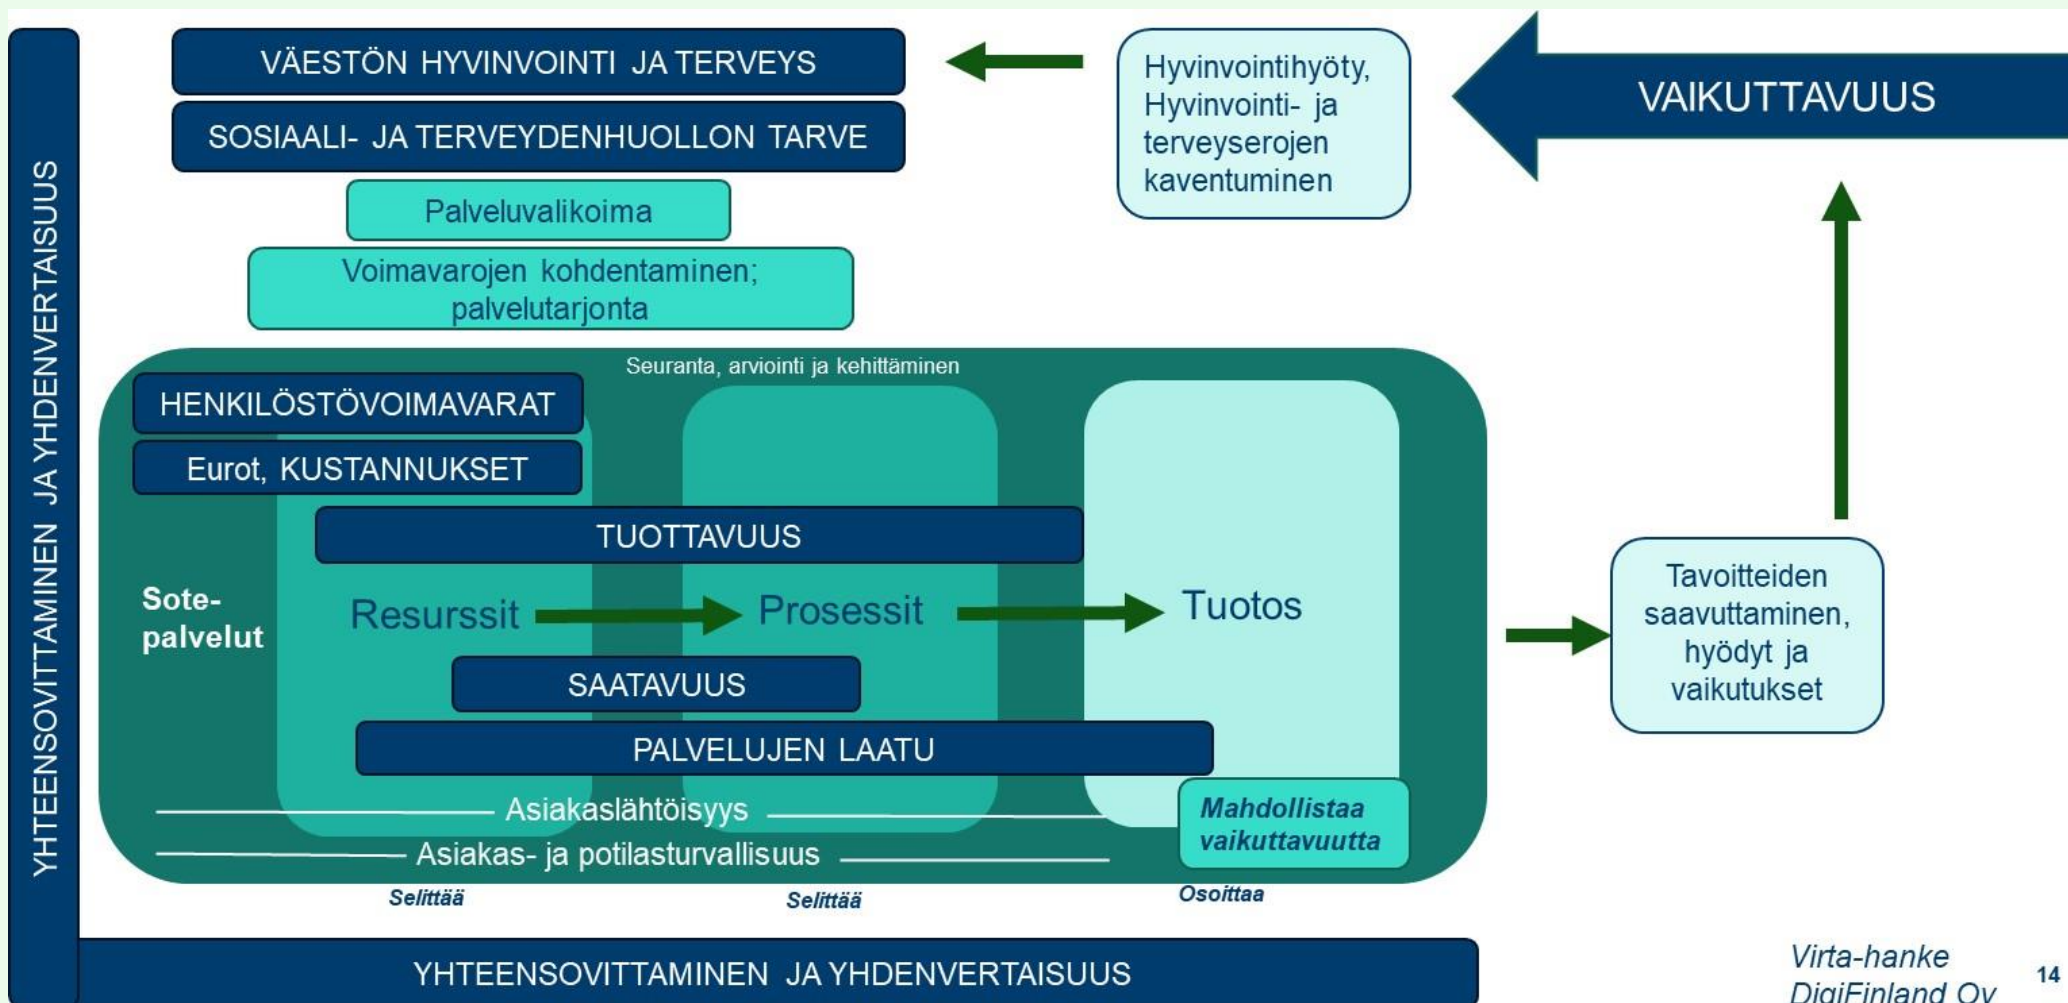 YHTEENSOVITTAMINEN JA YHDENVERTAISUUS
VÄESTÖN HYVINVOINTI JA TERVEYS
SOSIAALI- JA TERVEYDENHUOLLON TARVE
Palveluvalikoima
Voimavarojen kohdentaminen;
palvelutarjonta
Hyvinvointihyöty,
Hyvinvointi- ja
terveyserojen
kaventuminen
VAIKUTTAVUUS
Seuranta, arviointi ja kehittäminen
HENKILÖSTÖVOIMAVARAT
Eurot, KUSTANNUKSET
TUOTTAVUUS
Sote-
palvelut
Resurssit
Prosessit
Tuotos
SAATAVUUS
PALVELUJEN LAATU
Asiakaslähtöisyys
Asiakas- ja potilasturvallisuus
Mahdollistaa
vaikuttavuutta
Tavoitteiden
saavuttaminen,
hyödyt ja
vaikutukset
Selittää
Selittää
Osoittaa
YHTEENSOVITTAMINEN JA YHDENVERTAISUUS
Virta-hanke
DigiFinland Oy
14